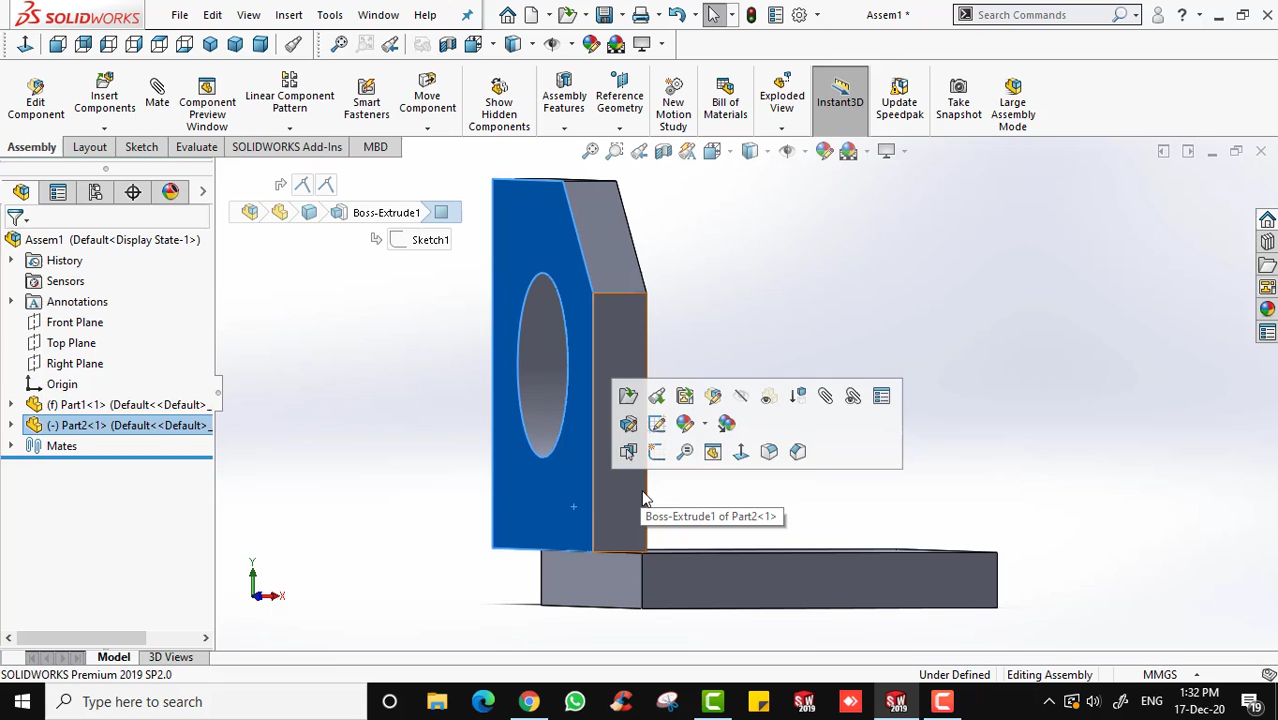 SOLIDWORKS File Edit View Insert Tools Window Help Assem1 * Search Commands ?
Edit Component
Insert Components
Mate
Component Preview Window
Linear Component Pattern
Smart Fasteners
Move Component
Show Hidden Components
Assembly Features
Reference Geometry
New Motion Study
Bill of Materials
Exploded View
Instant3D
Update Speedpak
Take Snapshot
Large Assembly Mode
Assembly Layout Sketch Evaluate SOLIDWORKS Add-Ins MBD
Boss-Extrude1
Sketch1
Assem1 (Default<Display State-1>)
History
Sensors
Annotations
Front Plane
Top Plane
Right Plane
Origin
(f) Part1<1> (Default<<Default>_
(-) Part2<1> (Default<<Default>_
Mates
Boss-Extrude1 of Part2<1>
Y
X
Model 3D Views
SOLIDWORKS Premium 2019 SP2.0 Under Defined Editing Assembly MMGS
Type here to search
SW 2019
SW 2019
ENG
1:32 PM
17-Dec-20
19